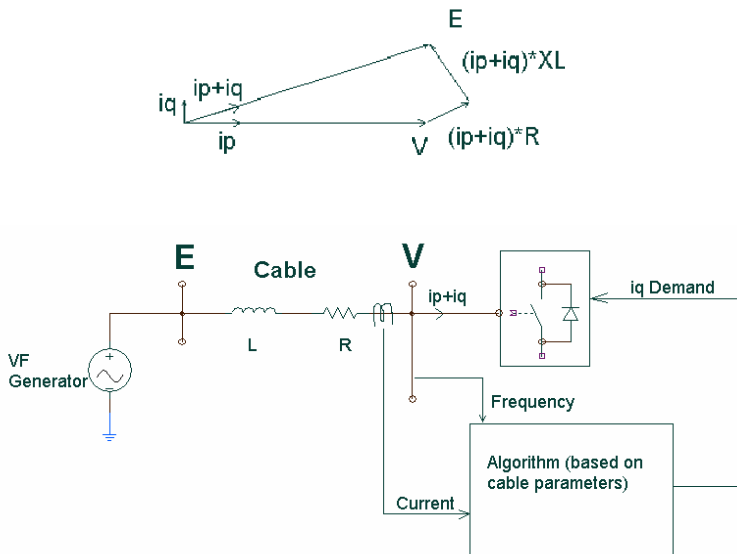 E
ip+iq
(ip+iq)*XL
iq
ip
V
(ip+iq)*R
E
Cable
V
ip+iq
iq Demand
L
R
VF
Generator
Frequency
Algorithm (based on
cable parameters)
Current